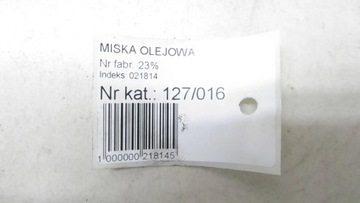 MISKA OLEJOWA
Nr fabr. 23%
Indeks: 021814
Nr kat.: 127/016
1 000000 218145